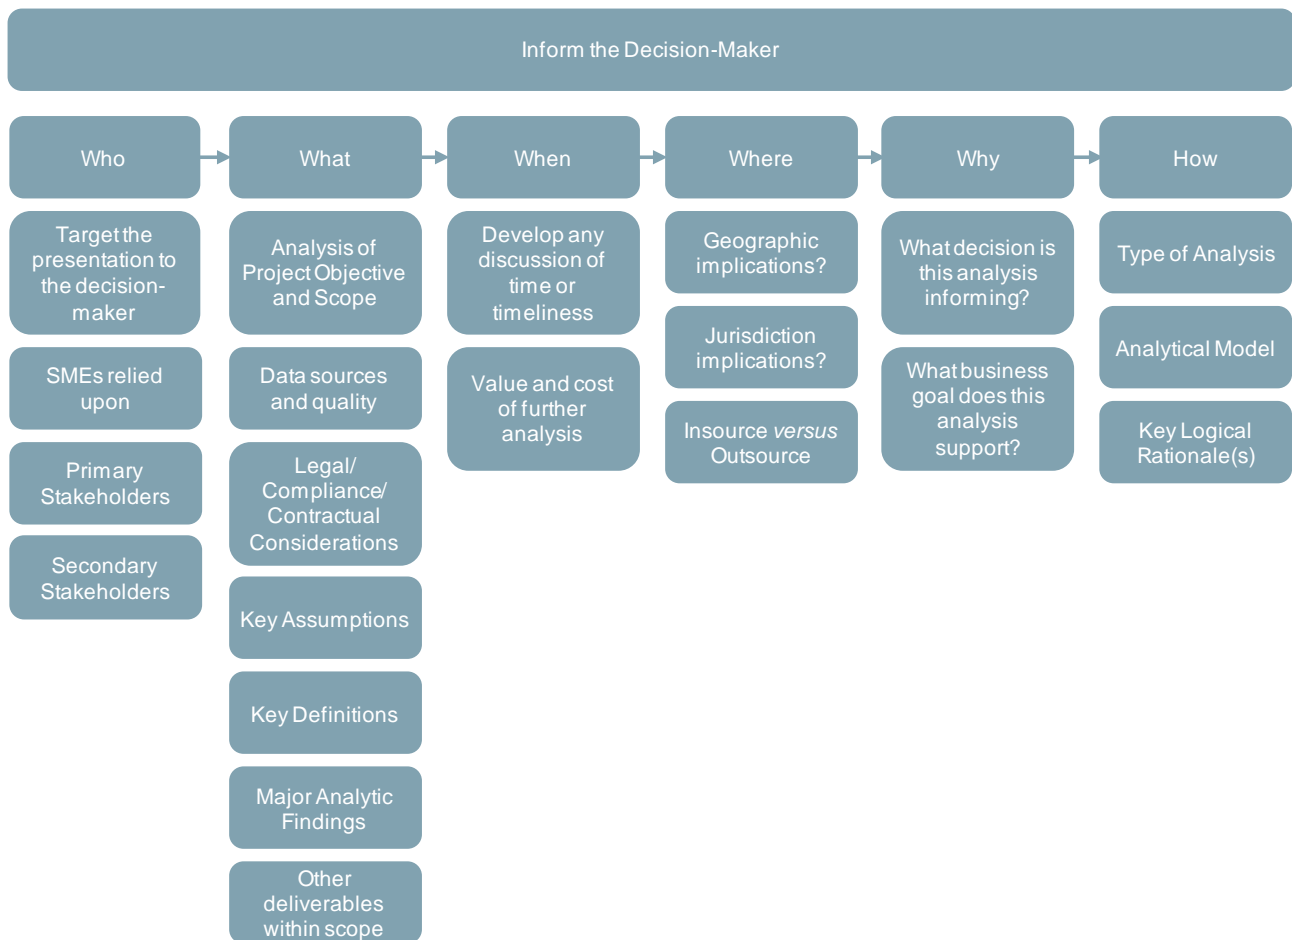 Inform the Decision-Maker
Who
What
When
Where
Why
How
Target the
presentation to
the decision-
maker
SMEs relied
upon
Primary
Stakeholders
Secondary
Stakeholders
Analysis of
Project Objective
and Scope
Data sources
and quality
Legal/
Compliance/
Contractual
Considerations
Key Assumptions
Key Definitions
Major Analytic
Findings
Other
deliverables
within scope
Develop any
discussion of
time or
timeliness
Value and cost
of further
analysis
Geographic
implications?
Jurisdiction
implications?
Insource versus
Outsource
What decision is
this analysis
informing?
What business
goal does this
analysis
support?
Type of Analysis
Analytical Model
Key Logical
Rationale(s)